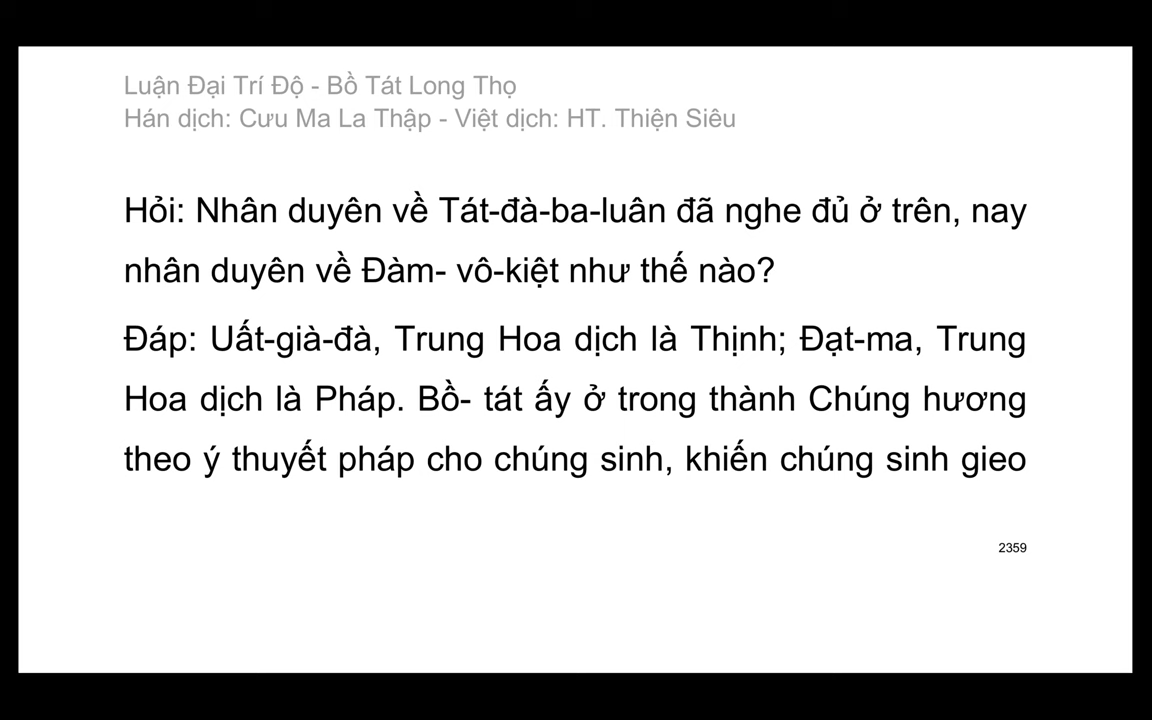 Luận Đại Trí Độ - Bồ Tát Long Thọ
Hán dịch: Cưu Ma La Thập - Việt dịch: HT. Thiện Siêu
Hỏi: Nhân duyên về Tát-đà-ba-luân đã nghe đủ ở trên, nay
nhân duyên về Đàm- vô-kiệt như thế nào?
Đáp: Uất-già-đà, Trung Hoa dịch là Thịnh; Đạt-ma, Trung
Hoa dịch là Pháp. Bồ- tát ấy ở trong thành Chúng hương
theo ý thuyết pháp cho chúng sinh, khiến chúng sinh gieo
2359